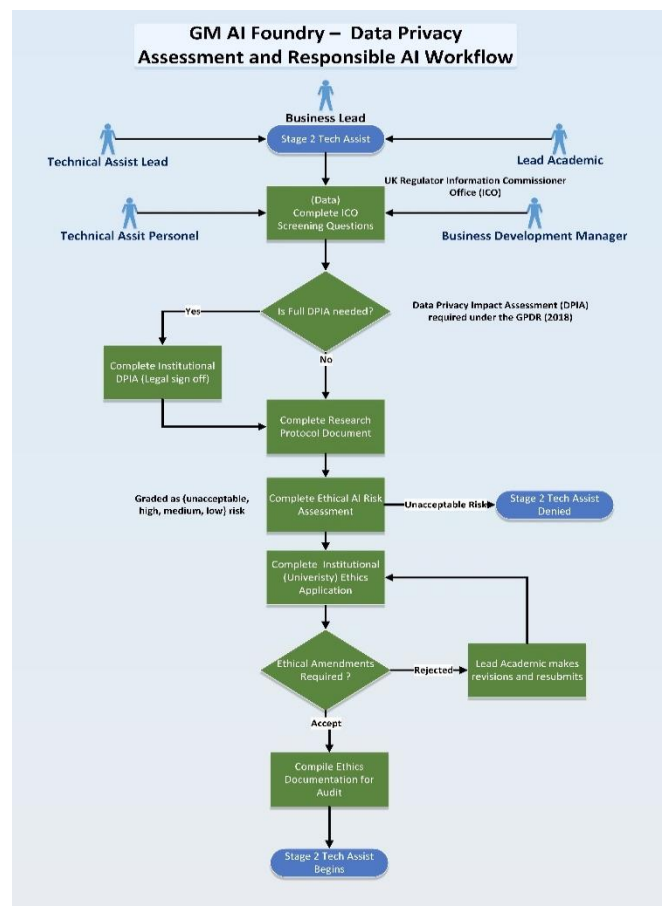 GM AI Foundry – Data Privacy
Assessment and Responsible AI Workflow
Business Lead
Stage 2 Tech Assist
Technical Assist Lead
Lead Academic
UK Regulator Information Commissioner
Office (ICO)
(Data)
Complete ICO
Screening Questions
Technical Assit Personel
Business Development Manager
Is Full DPIA needed?
Data Privacy Impact Assessment (DPIA)
required under the GPDR (2018)
Yes
No
Complete Institutional
DPIA (Legal sign off)
Complete Research
Protocol Document
Graded as (unacceptable,
high, medium, low) risk
Complete Ethical AI Risk
Assessment
Unacceptable Risk
Stage 2 Tech Assist
Denied
Complete Institutional
(Univeristy) Ethics
Application
Ethical Amendments
Required ?
Rejected
Lead Academic makes
revisions and resubmits
Accept
Compile Ethics
Documentation for
Audit
Stage 2 Tech Assist
Begins